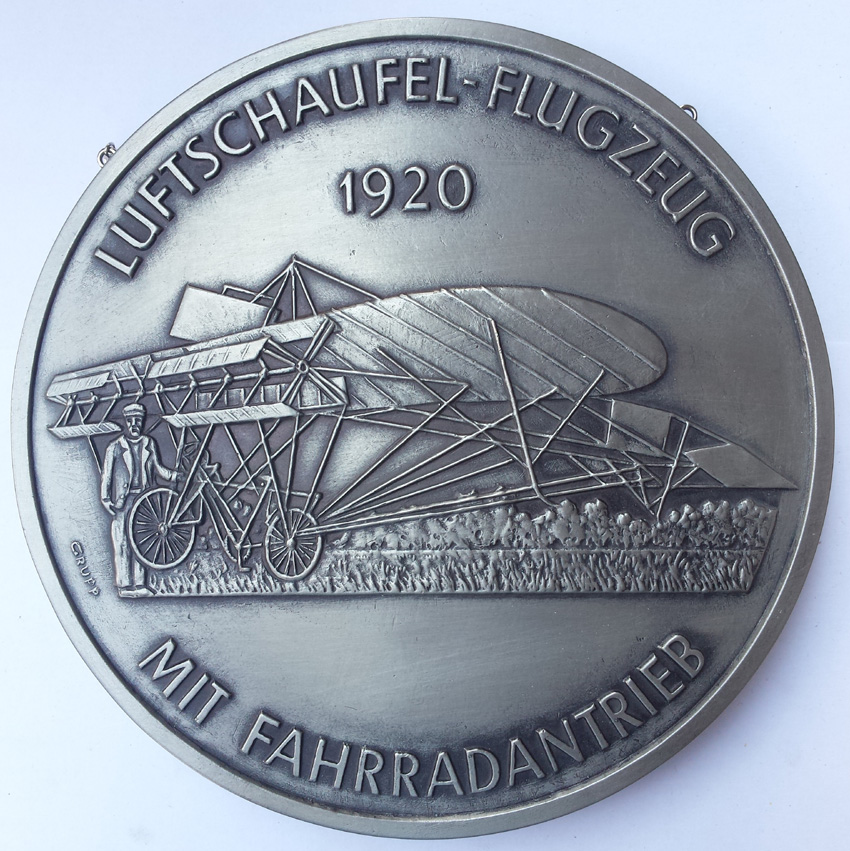 LUFTSCHAUFEL-FLUGZEUG
1920
GRUPP
MIT FAHRRADANTRIEB